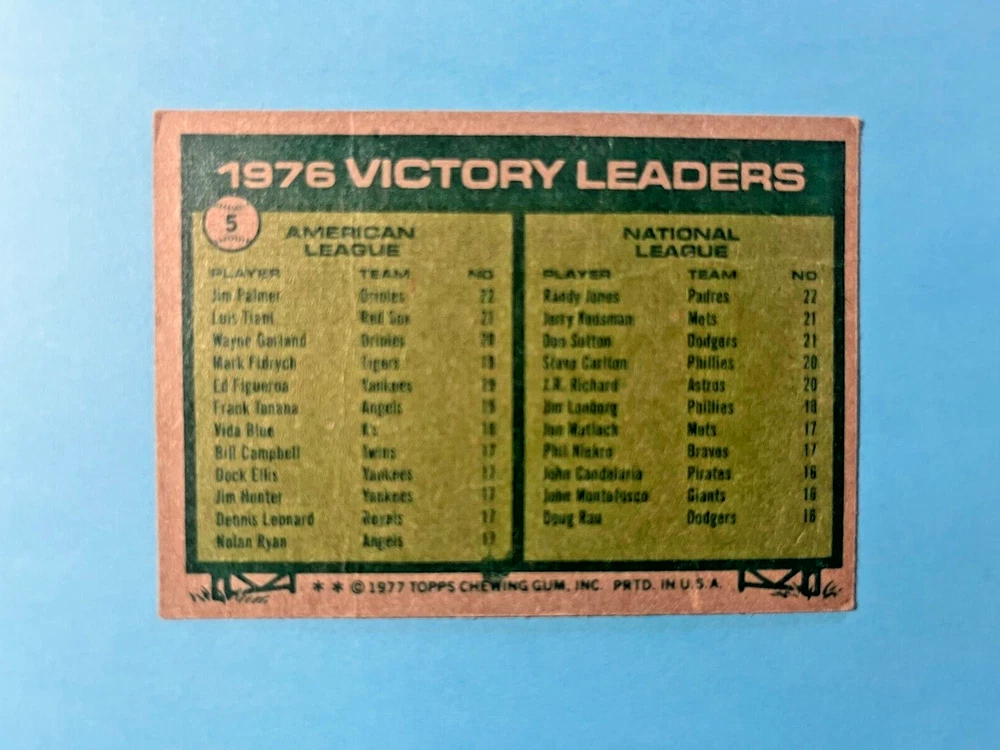 1976 VICTORY LEADERS
5
AMERICAN
LEAGUE
PLAYER TEAM NO
Jim Palmer Orioles 22
Luis Tiant Red Sox 21
Wayne Garland Orioles 20
Mark Fidrych Tigers 19
Ed Figueroa Yankees 19
Frank Tanana Angels 19
Vida Blue A's 18
Bill Campbell Twins 17
Dock Ellis Yankees 17
Jim Hunter Yankees 17
Dennis Leonard Royals 17
Nolan Ryan Angels 17
NATIONAL
LEAGUE
PLAYER TEAM NO
Randy Jones Padres 22
Jerry Koosman Mets 21
Don Sutton Dodgers 21
Steve Carlton Phillies 20
J.R. Richard Astros 20
Jim Lonborg Phillies 18
Jon Matlack Mets 17
Phil Niekro Braves 17
John Candelaria Pirates 16
John Montefusco Giants 16
Doug Rau Dodgers 16
* * © 1977 TOPPS CHEWING GUM, INC. PRTD. IN U.S.A.